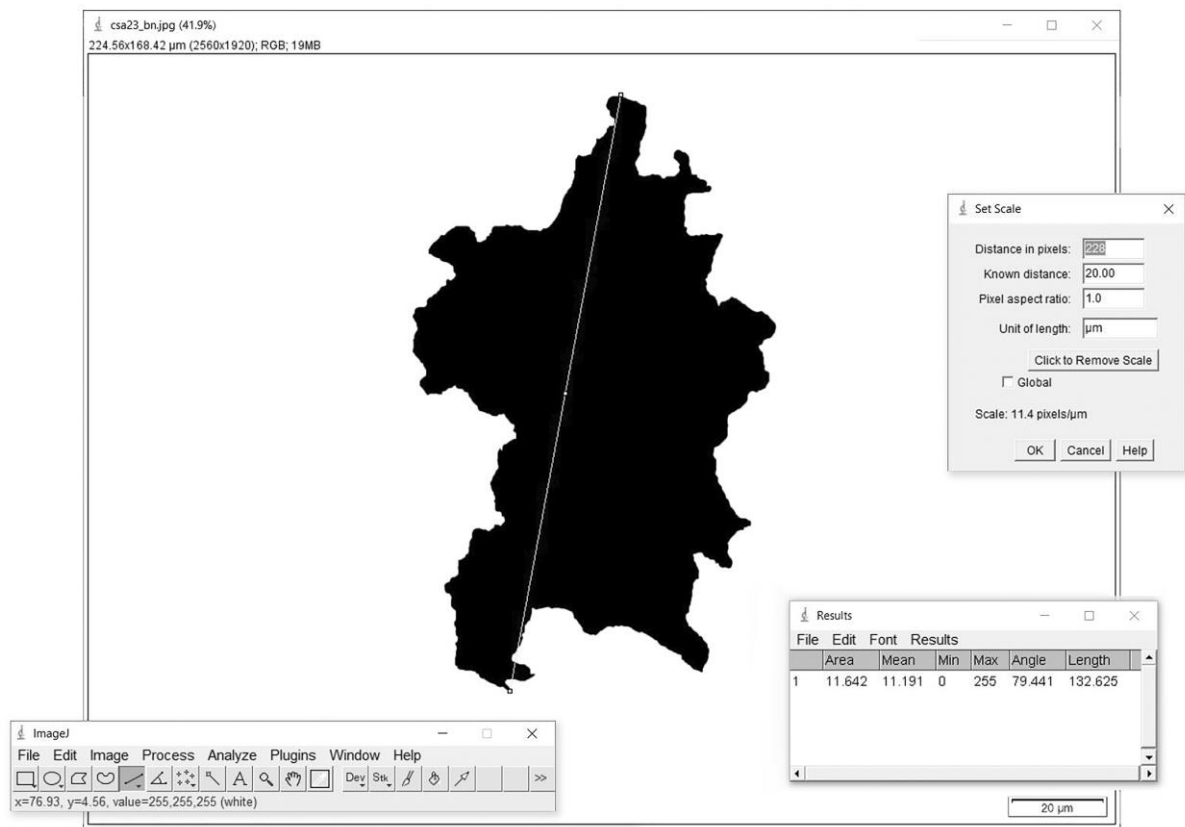 csa23_bn.jpg (41.9%)
224.56x168.42 µm (2560x1920); RGB; 19MB
Set Scale
Distance in pixels: 228
Known distance: 20.00
Pixel aspect ratio: 1.0
Unit of length: µm
Click to Remove Scale
Global
Scale: 11.4 pixels/µm
OK Cancel Help
Results
File Edit Font Results
Area Mean Min Max Angle Length
1 11.642 11.191 0 255 79.441 132.625
ImageJ
File Edit Image Process Analyze Plugins Window Help
A Dev Stk >>
x=76.93, y=4.56, value=255,255,255 (white)
20 µm